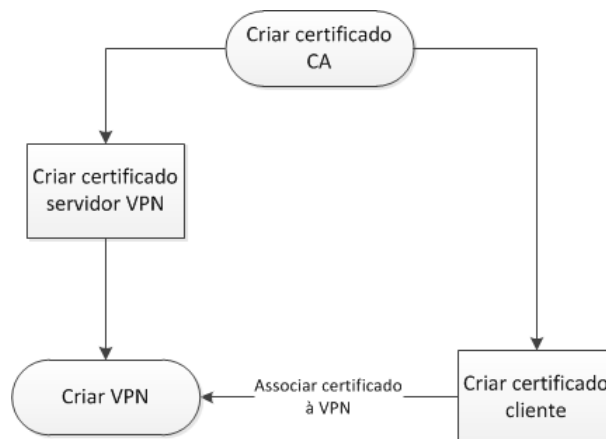 Criar certificado
CA
Criar certificado
servidor VPN
Criar VPN
Associar certificado
à VPN
Criar certificado
cliente